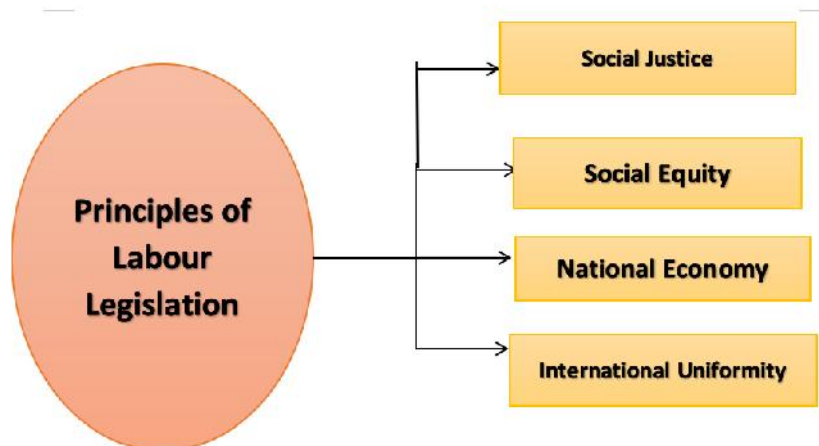 Principles of
Labour
Legislation
Social Justice
Social Equity
National Economy
International Uniformity